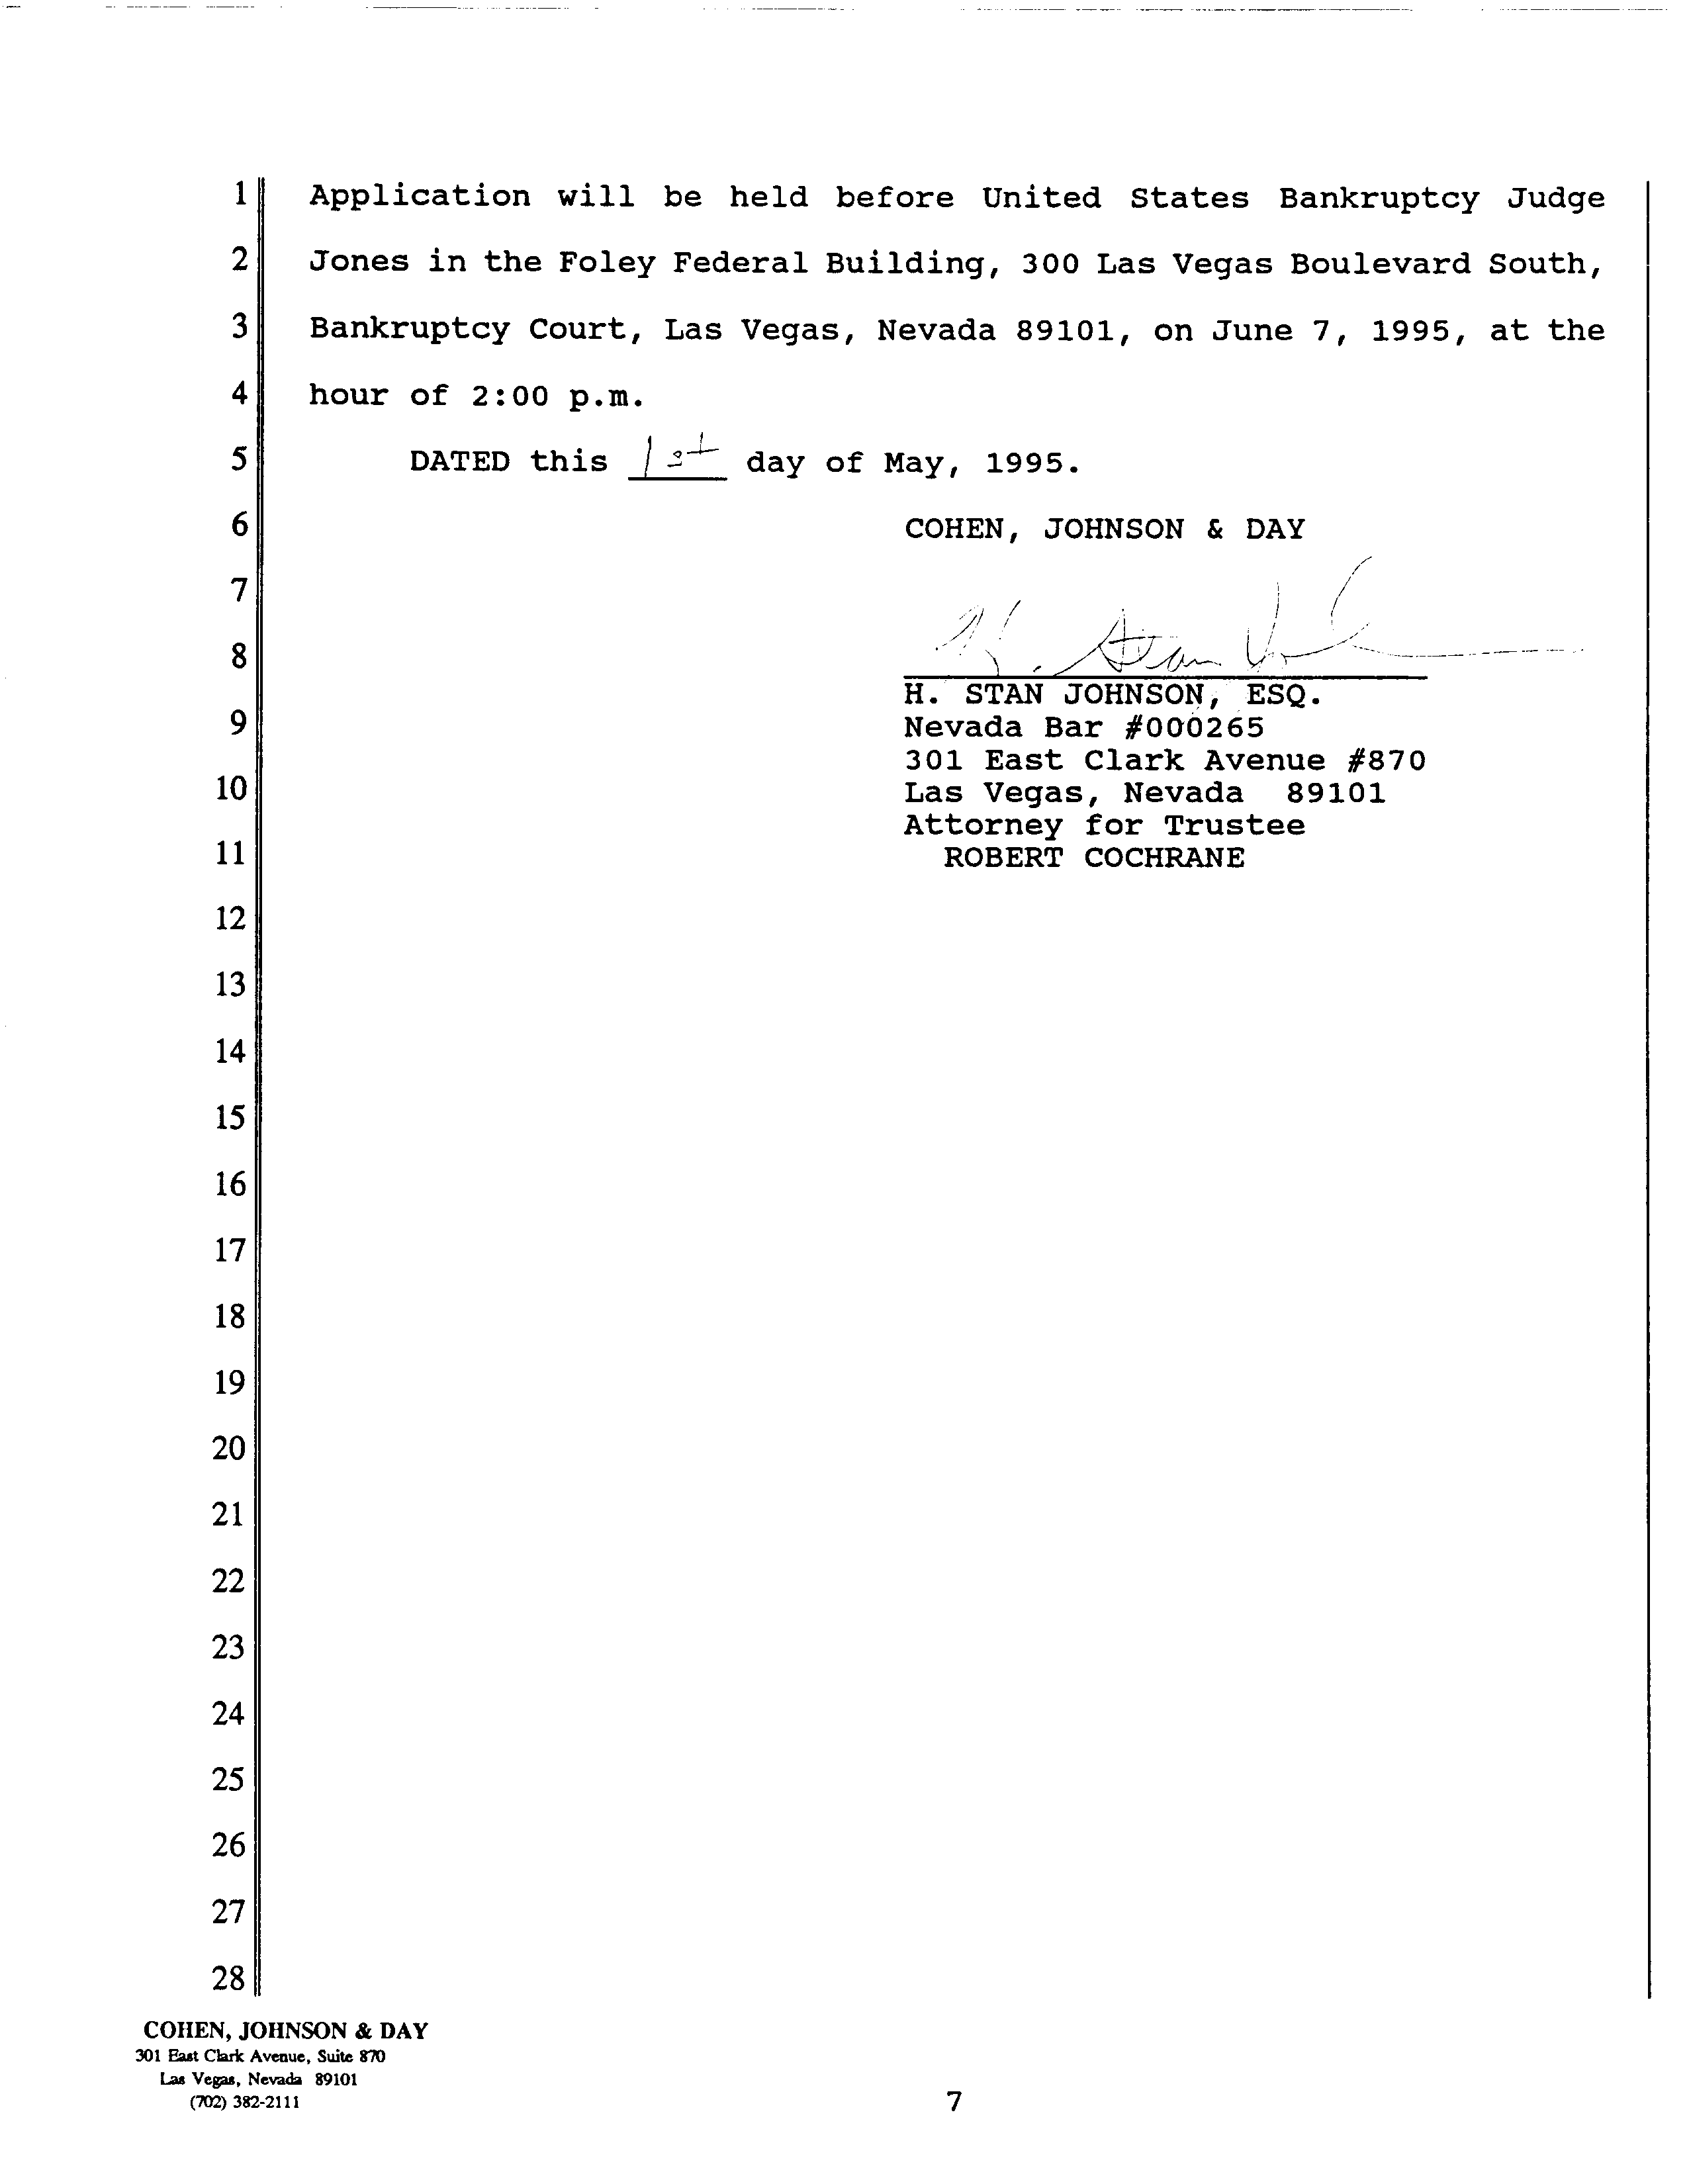 1 Application will be held before United States Bankruptcy Judge
2 Jones in the Foley Federal Building, 300 Las Vegas Boulevard South,
3 Bankruptcy Court, Las Vegas, Nevada 89101, on June 7, 1995, at the
4 hour of 2:00 p.m.
5 DATED this 1st day of May, 1995.
6 COHEN, JOHNSON & DAY
7
8 H. Stan Jo
H. STAN JOHNSON, ESQ.
9 Nevada Bar #000265
301 East Clark Avenue #870
10 Las Vegas, Nevada 89101
Attorney for Trustee
11 ROBERT COCHRANE
12
13
14
15
16
17
18
19
20
21
22
23
24
25
26
27
28
COHEN, JOHNSON & DAY
301 East Clark Avenue, Suite 870
Las Vegas, Nevada 89101
(702) 382-2111
7